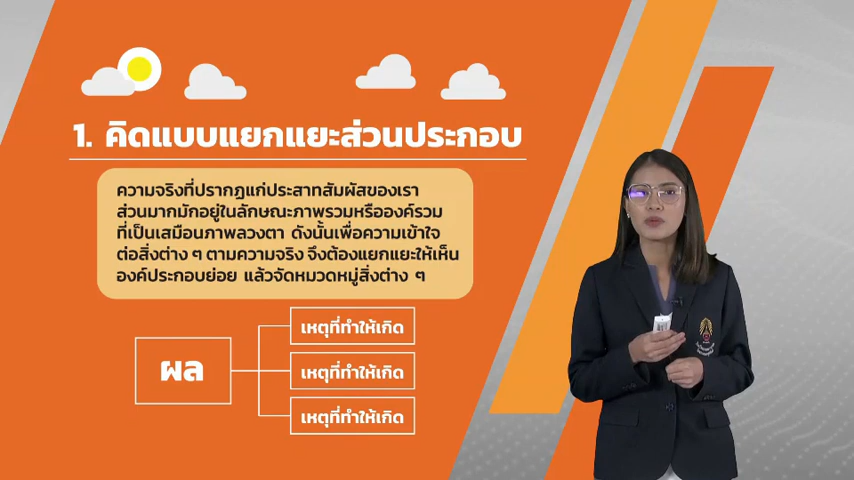 1. คิดแบบแยกแยะส่วนประกอบ
ความจริงที่ปรากฏแก่ประสาทสัมผัสของเรา
ส่วนมากมักอยู่ในลักษณะภาพรวมหรือองค์รวม
ที่เป็นเสมือนภาพลวงตา ดังนั้นเพื่อความเข้าใจ
ต่อสิ่งต่าง ๆ ตามความจริง จึงต้องแยกแยะให้เห็น
องค์ประกอบย่อย แล้วจัดหมวดหมู่สิ่งต่าง ๆ
ผล
เหตุที่ทำให้เกิด
เหตุที่ทำให้เกิด
เหตุที่ทำให้เกิด